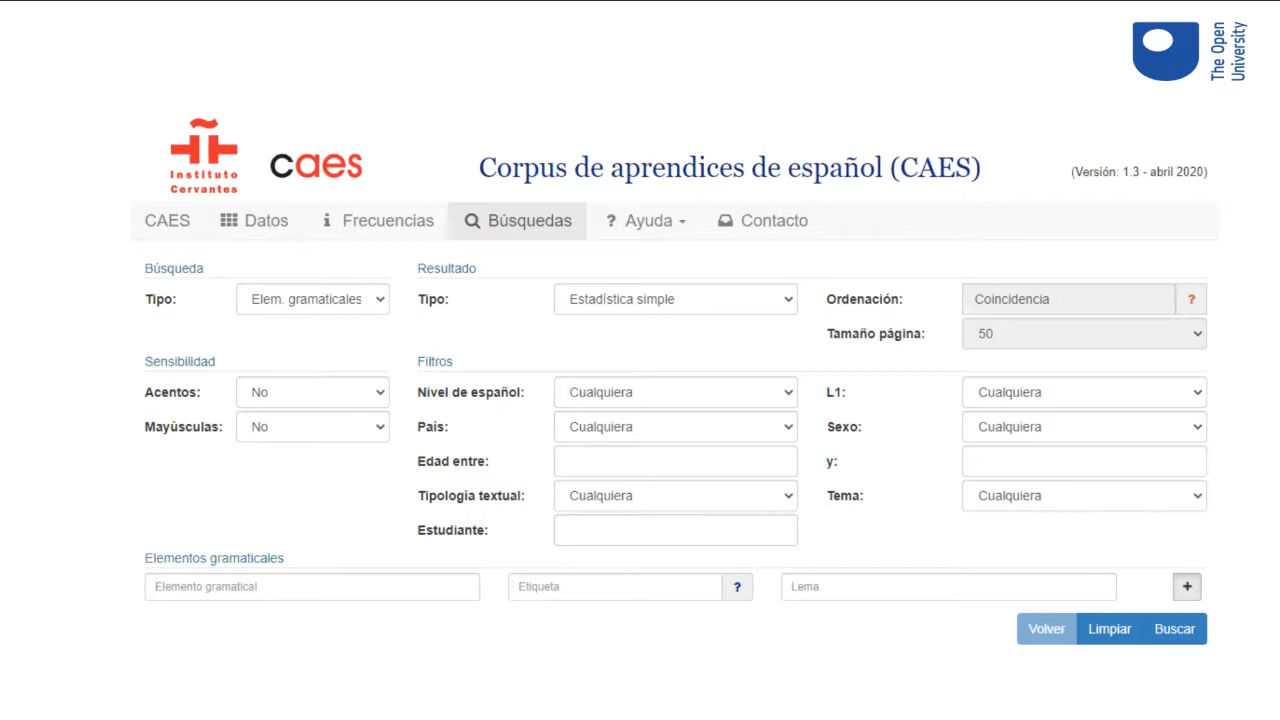 The Open
University
Instituto
Cervantes
caes
Corpus de aprendices de español (CAES)
(Versión: 1.3 - abril 2020)
CAES Datos Frecuencias Búsquedas Ayuda Contacto
Búsqueda Resultado
Tipo: Elem. gramaticales Tipo: Estadística simple Ordenación: Coincidencia ?
Tamaño página: 50
Sensibilidad Filtros
Acentos: No Nivel de español: Cualquiera L1: Cualquiera
Mayúsculas: No País: Cualquiera Sexo: Cualquiera
Edad entre: y:
Tipología textual: Cualquiera Tema: Cualquiera
Estudiante:
Elementos gramaticales
Elemento gramatical Etiqueta ? Lema +
Volver Limpiar Buscar